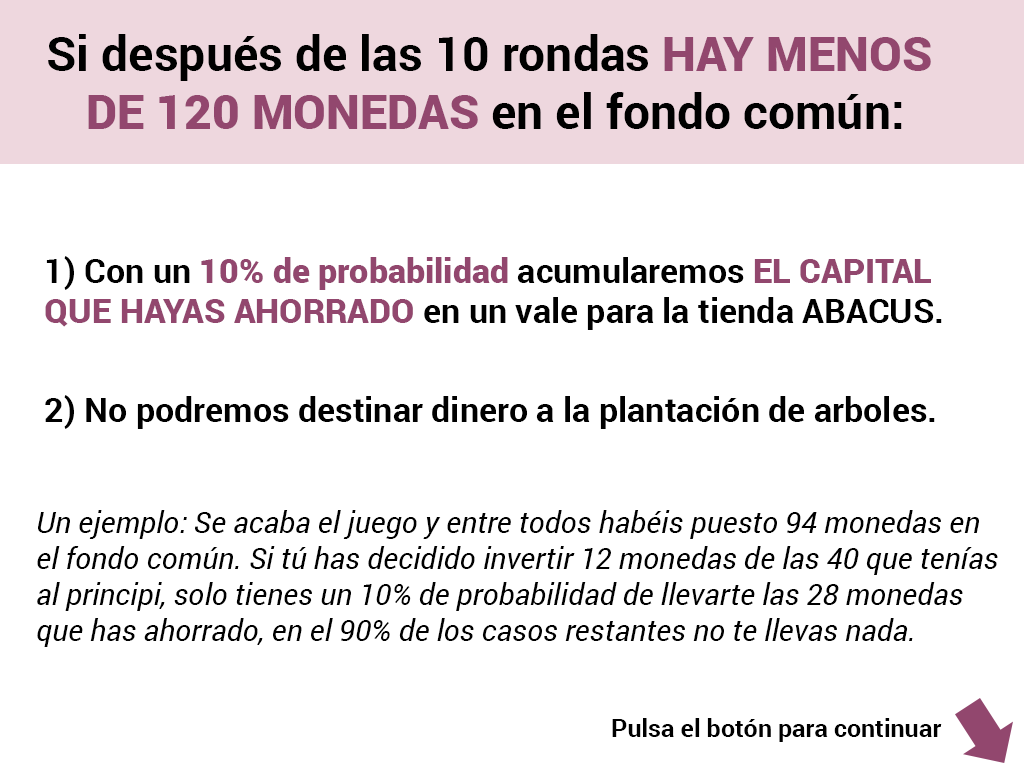 Si después de las 10 rondas HAY MENOS
DE 120 MONEDAS en el fondo común:
1) Con un 10% de probabilidad acumularemos EL CAPITAL
QUE HAYAS AHORRADO en un vale para la tienda ABACUS.
2) No podremos destinar dinero a la plantación de arboles.
Un ejemplo: Se acaba el juego y entre todos habéis puesto 94 monedas en
el fondo común. Si tú has decidido invertir 12 monedas de las 40 que tenías
al principi, solo tienes un 10% de probabilidad de llevarte las 28 monedas
que has ahorrado, en el 90% de los casos restantes no te llevas nada.
Pulsa el botón para continuar